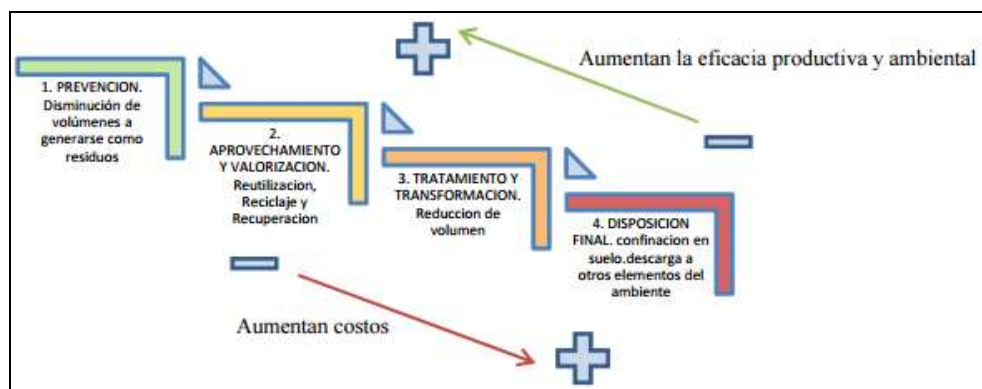 Aumentan la eficacia productiva y ambiental
1. PREVENCION.
Disminución de
volúmenes a
generarse como
residuos
2.
APROVECHAMIENTO
Y VALORIZACION.
Reutilizacion,
Reciclaje y
Recuperacion
3. TRATAMIENTO Y
TRANSFORMACION.
Reduccion de
volumen
4. DISPOSICION
FINAL. confinacion en
suelo.descarga a
otros elementos del
ambiente
Aumentan costos